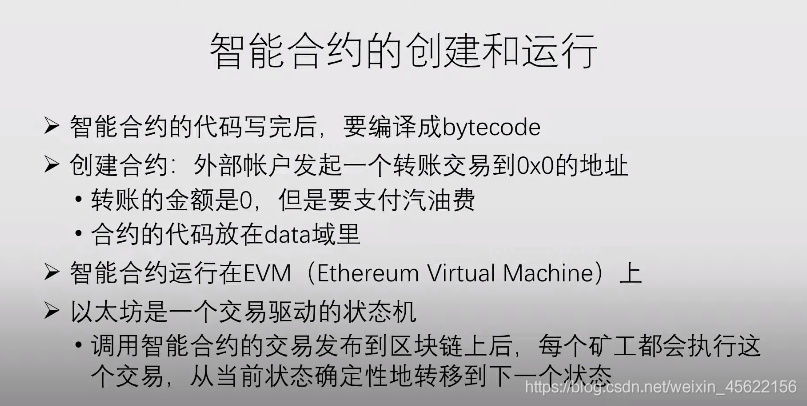 智能合约的创建和运行
➢ 智能合约的代码写完后，要编译成bytecode
➢ 创建合约：外部帐户发起一个转账交易到0x0的地址
• 转账的金额是0，但是要支付汽油费
• 合约的代码放在data域里
➢ 智能合约运行在EVM（Ethereum Virtual Machine）上
➢ 以太坊是一个交易驱动的状态机
• 调用智能合约的交易发布到区块链上后，每个矿工都会执行这
个交易，从当前状态确定性地转移到下一个状态
https://blog.csdn.net/weixin_45622156